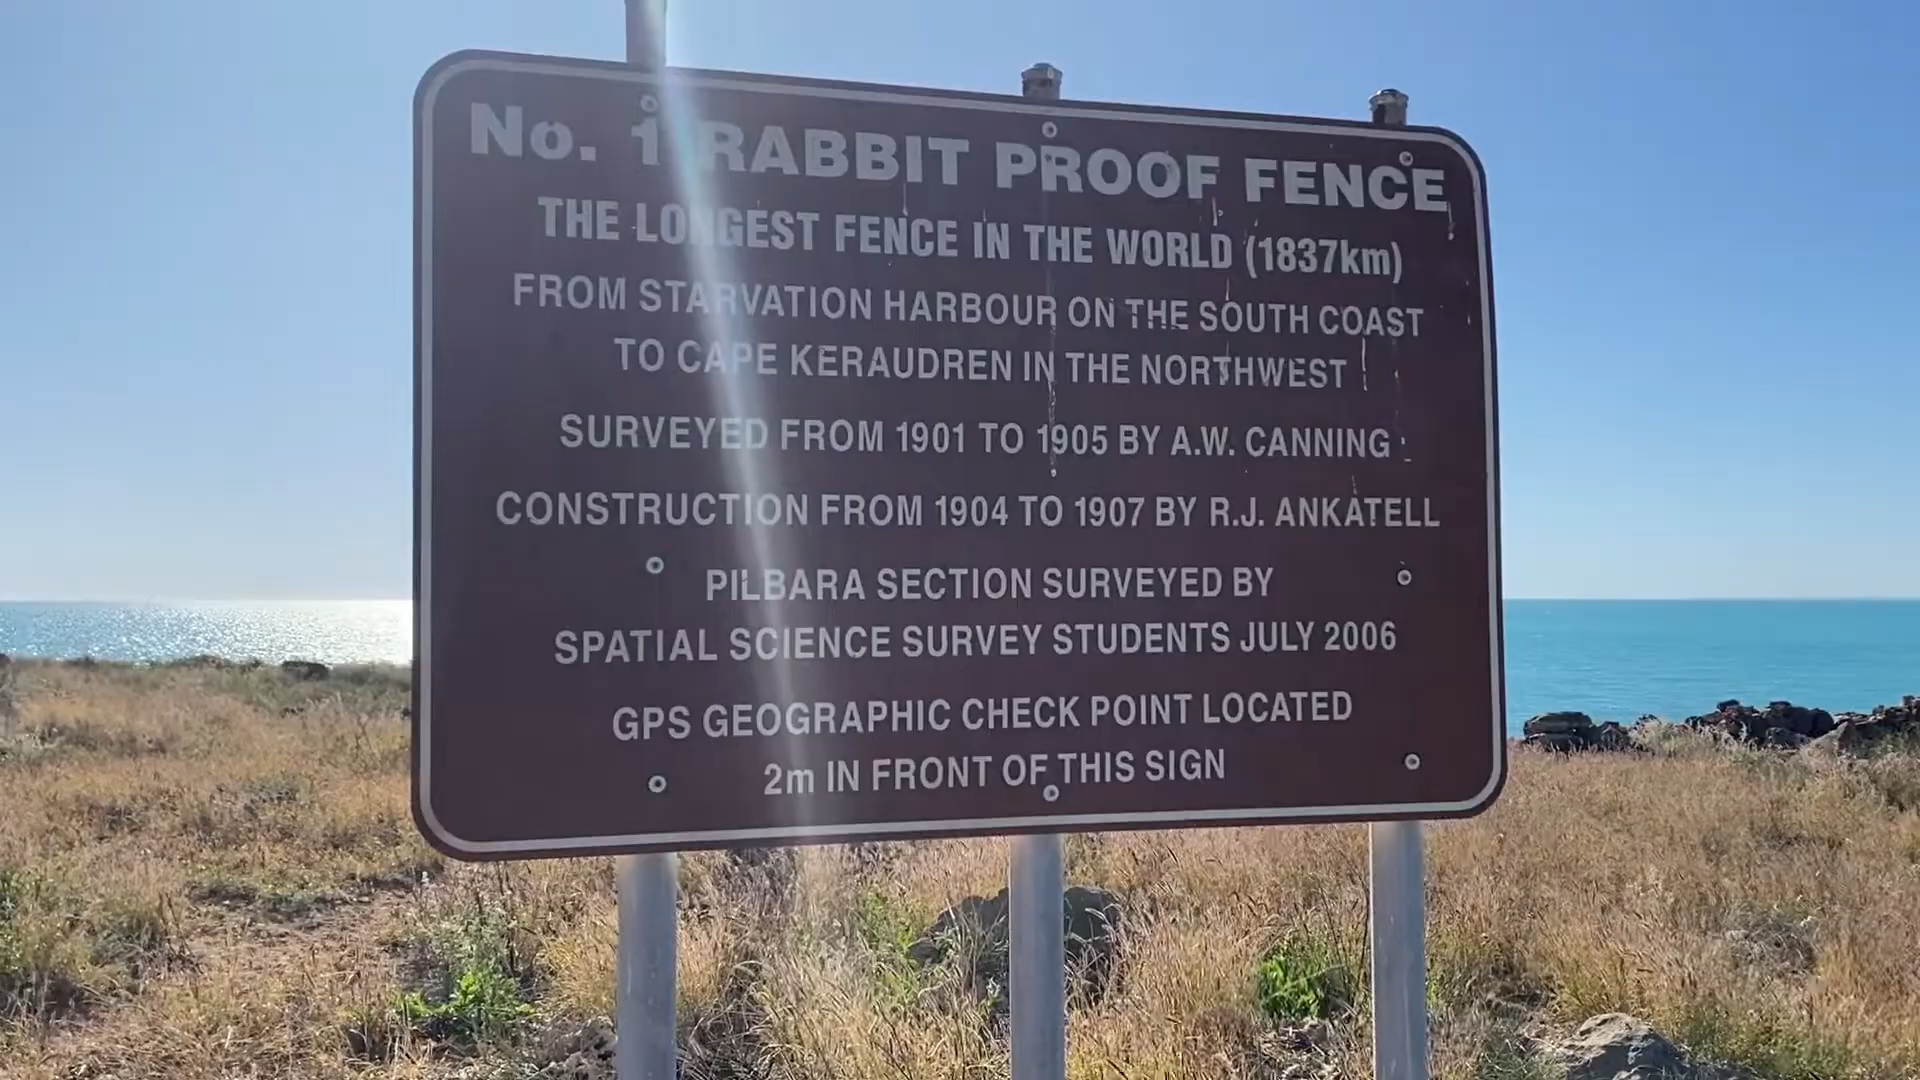 No. 1 RABBIT PROOF FENCE
THE LONGEST FENCE IN THE WORLD (1837km)
FROM STARVATION HARBOUR ON THE SOUTH COAST
TO CAPE KERAUDREN IN THE NORTHWEST
SURVEYED FROM 1901 TO 1905 BY A.W. CANNING
CONSTRUCTION FROM 1904 TO 1907 BY R.J. ANKATELL
PILBARA SECTION SURVEYED BY
SPATIAL SCIENCE SURVEY STUDENTS JULY 2006
GPS GEOGRAPHIC CHECK POINT LOCATED
2m IN FRONT OF THIS SIGN